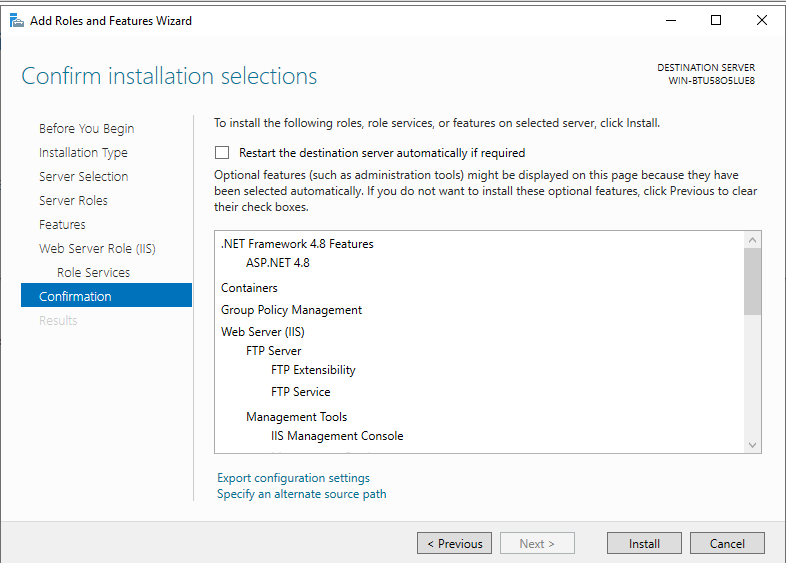 Add Roles and Features Wizard
Confirm installation selections
DESTINATION SERVER
WIN-BTU58O5LUE8
Before You Begin
Installation Type
Server Selection
Server Roles
Features
Web Server Role (IIS)
Role Services
Confirmation
Results
To install the following roles, role services, or features on selected server, click Install.
Restart the destination server automatically if required
Optional features (such as administration tools) might be displayed on this page because they have
been selected automatically. If you do not want to install these optional features, click Previous to clear
their check boxes.
.NET Framework 4.8 Features
ASP.NET 4.8
Containers
Group Policy Management
Web Server (IIS)
FTP Server
FTP Extensibility
FTP Service
Management Tools
IIS Management Console
Export configuration settings
Specify an alternate source path
< Previous
Next >
Install
Cancel